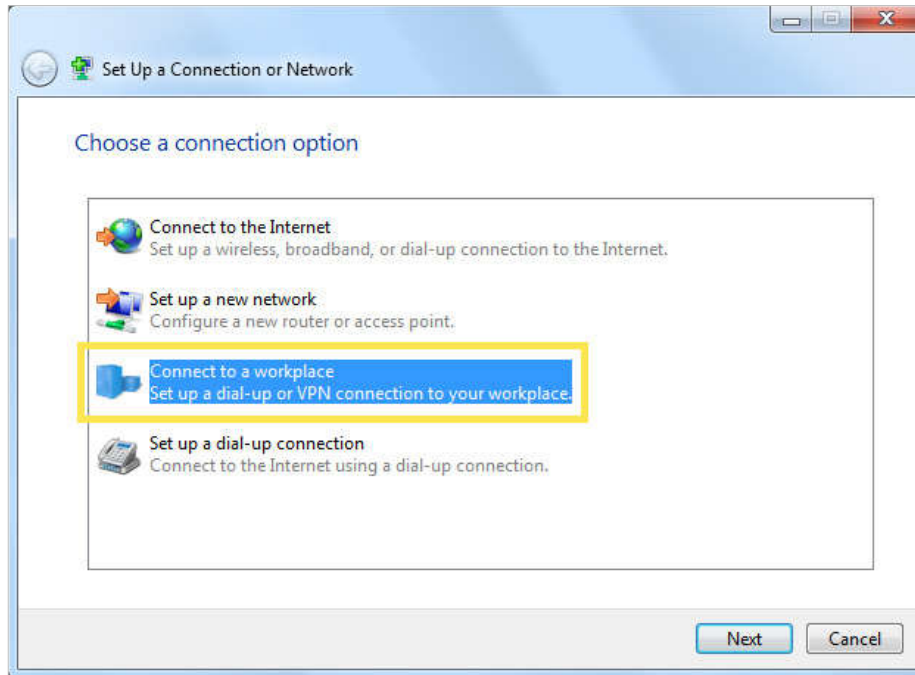 Set Up a Connection or Network
Choose a connection option
Connect to the Internet
Set up a wireless, broadband, or dial-up connection to the Internet.
Set up a new network
Configure a new router or access point.
Connect to a workplace
Set up a dial-up or VPN connection to your workplace.
Set up a dial-up connection
Connect to the Internet using a dial-up connection.
Next Cancel